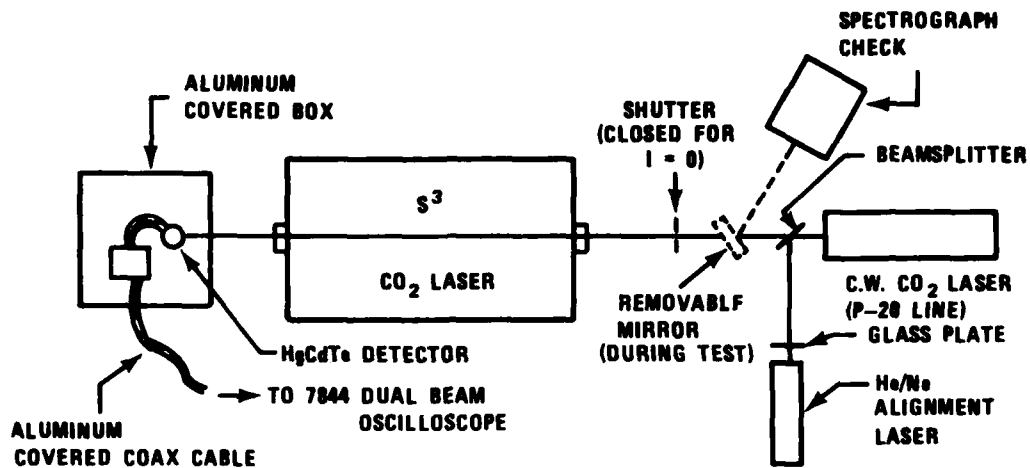 SPECTROGRAPH
CHECK
ALUMINUM
COVERED BOX
SHUTTER
(CLOSED FOR
I = 0)
BEAMSPLITTER
S³
CO₂ LASER
REMOVABLF
MIRROR
(DURING TEST)
C.W. CO₂ LASER
(P-20 LINE)
GLASS PLATE
HgCdTe DETECTOR
TO 7844 DUAL BEAM
OSCILLOSCOPE
He/Ne
ALIGNMENT
LASER
ALUMINUM
COVERED COAX CABLE